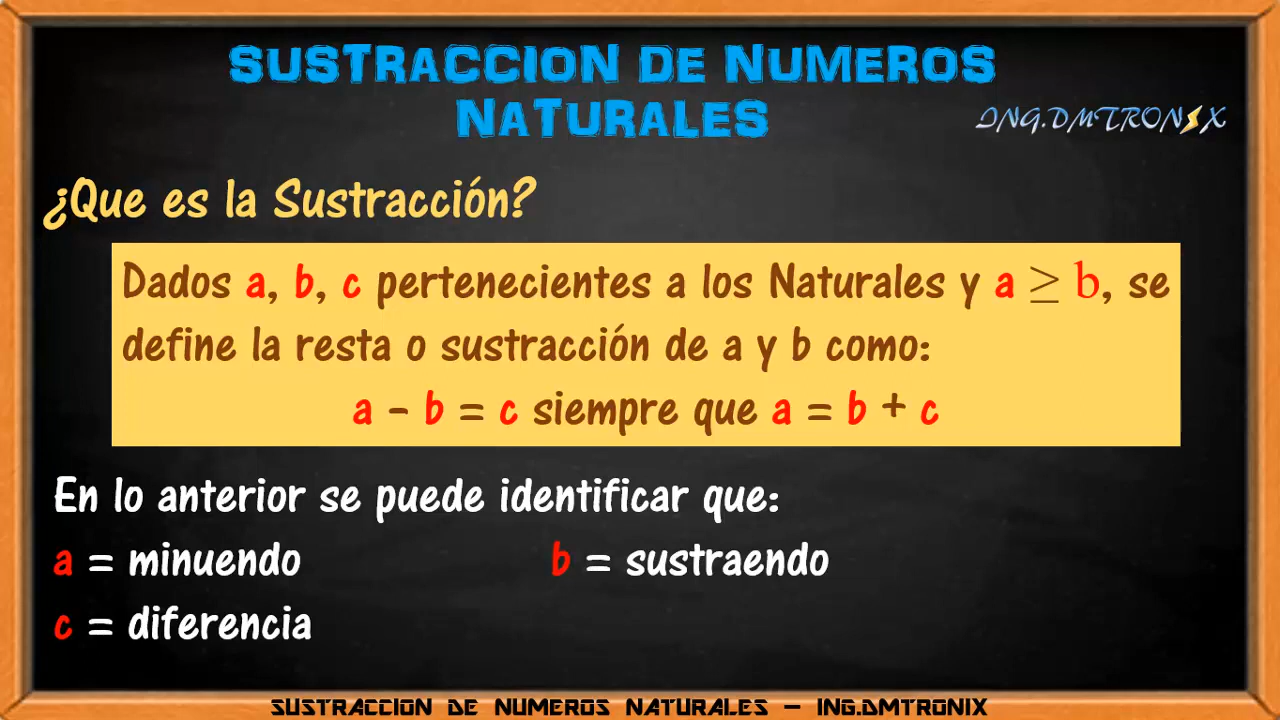 SUSTRACCION DE NUMEROS
NATURALES
ING.DMTRONIX
¿Que es la Sustracción?
Dados a, b, c pertenecientes a los Naturales y a ≥ b, se
define la resta o sustracción de a y b como:
a - b = c siempre que a = b + c
En lo anterior se puede identificar que:
a = minuendo b = sustraendo
c = diferencia
SUSTRACCION DE NUMEROS NATURALES - ING.DMTRONIX